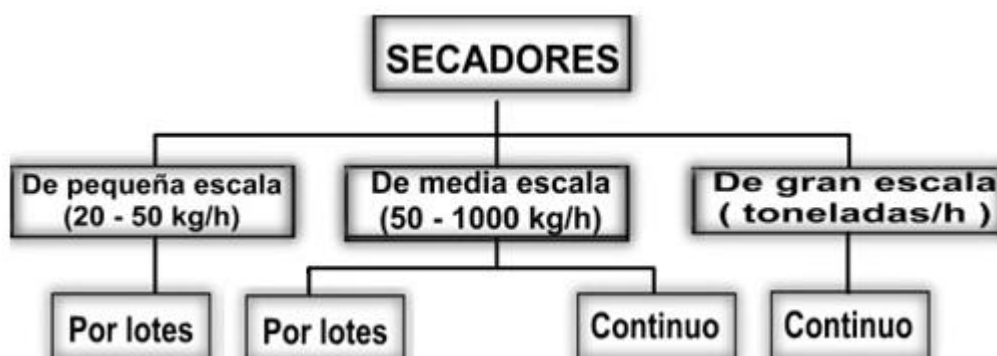 SECADORES
De pequeña escala
(20 - 50 kg/h)
De media escala
(50 - 1000 kg/h)
De gran escala
( toneladas/h )
Por lotes
Por lotes
Continuo
Continuo